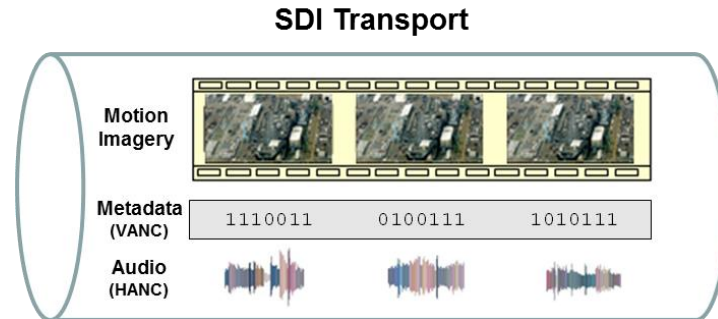 SDI Transport
Motion
Imagery
Metadata
(VANC)
1110011 0100111 1010111
Audio
(HANC)